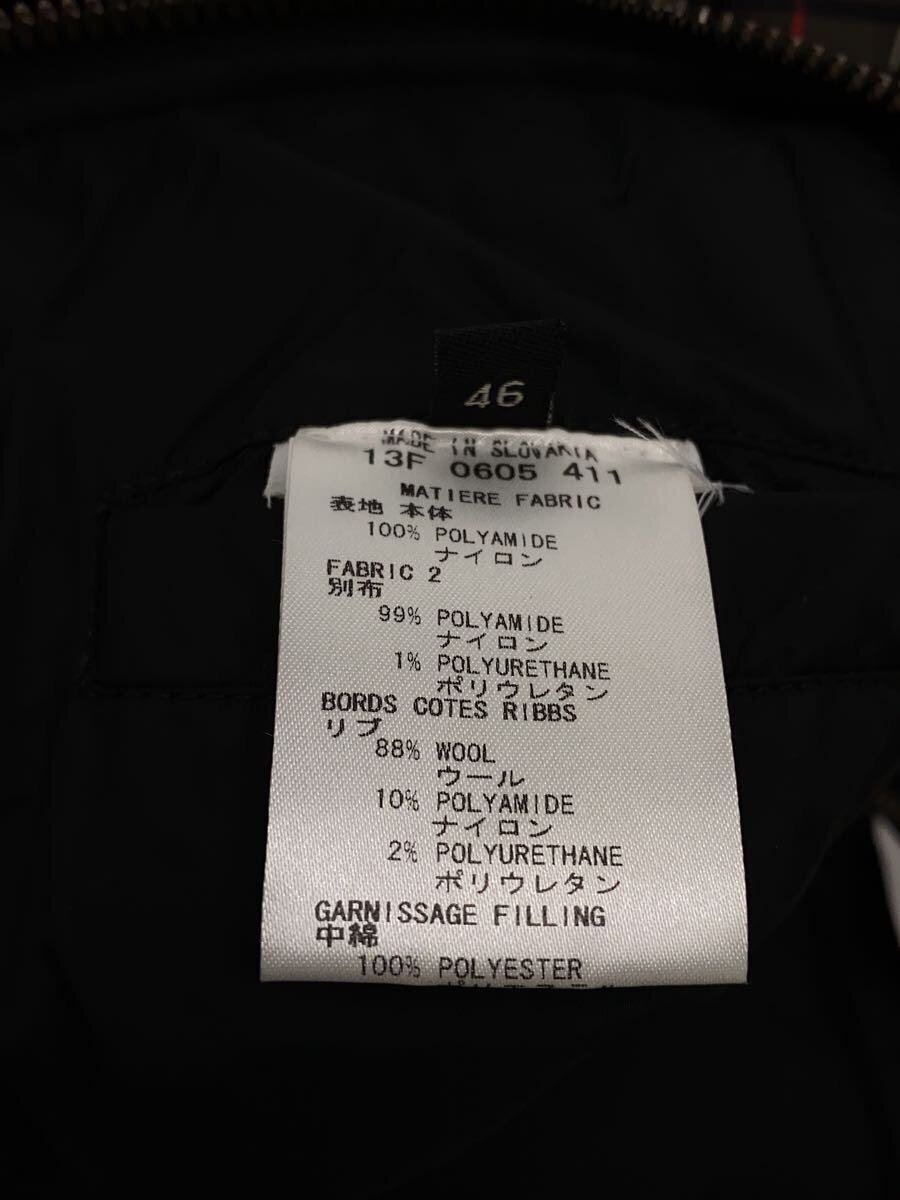 46
MADE IN SLOVAKIA
13F 0605 411
MATIERE FABRIC
表地 本体
100% POLYAMIDE
ナイロン
FABRIC 2
別布
99% POLYAMIDE
ナイロン
1% POLYURETHANE
ポリウレタン
BORDS COTES RIBBS
リブ
88% WOOL
ウール
10% POLYAMIDE
ナイロン
2% POLYURETHANE
ポリウレタン
GARNISSAGE FILLING
中綿
100% POLYESTER